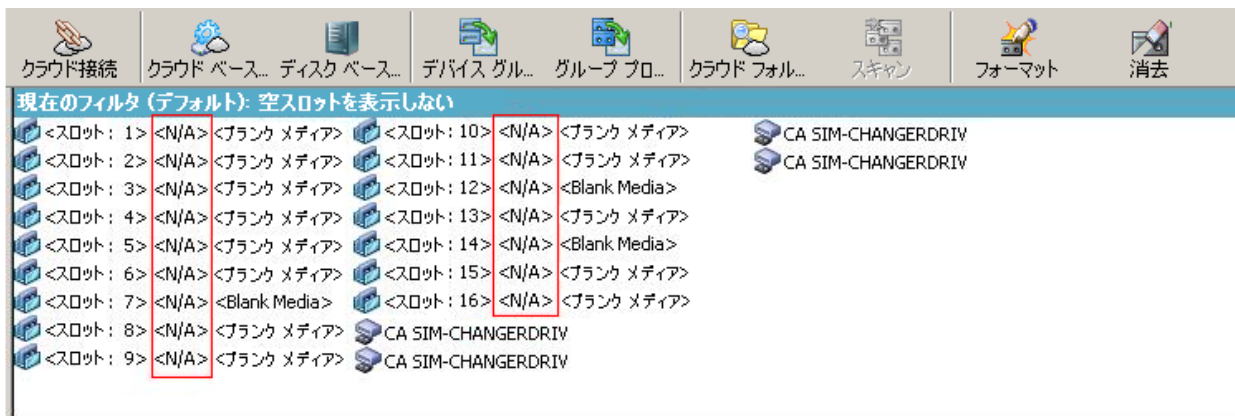 クラウド接続 クラウド ベース... ディスク ベース... デバイス グル... グループ プロ... クラウド フォル... スキャン フォーマット 消去
現在のフィルタ (デフォルト): 空スロットを表示しない
<スロット: 1> <N/A> <ブランク メディア> <スロット: 10> <N/A> <ブランク メディア> CA SIM-CHANGERDRIV
<スロット: 2> <N/A> <ブランク メディア> <スロット: 11> <N/A> <ブランク メディア> CA SIM-CHANGERDRIV
<スロット: 3> <N/A> <ブランク メディア> <スロット: 12> <N/A> <Blank Media>
<スロット: 4> <N/A> <ブランク メディア> <スロット: 13> <N/A> <ブランク メディア>
<スロット: 5> <N/A> <ブランク メディア> <スロット: 14> <N/A> <Blank Media>
<スロット: 6> <N/A> <ブランク メディア> <スロット: 15> <N/A> <ブランク メディア>
<スロット: 7> <N/A> <Blank Media> <スロット: 16> <N/A> <ブランク メディア>
<スロット: 8> <N/A> <ブランク メディア> CA SIM-CHANGERDRIV
<スロット: 9> <N/A> <ブランク メディア> CA SIM-CHANGERDRIV